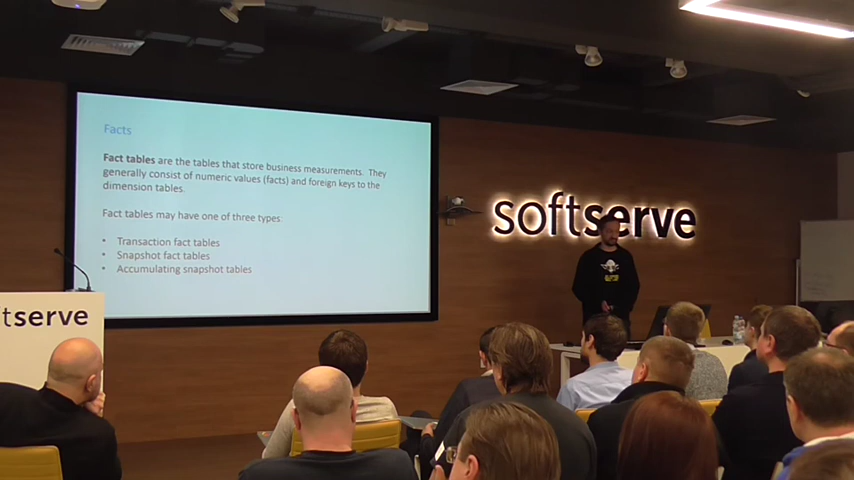 Facts
Fact tables are the tables that store business measurements. They
generally consist of numeric values (facts) and foreign keys to the
dimension tables.
Fact tables may have one of three types:
• Transaction fact tables
• Snapshot fact tables
• Accumulating snapshot tables
softserve
ftserve